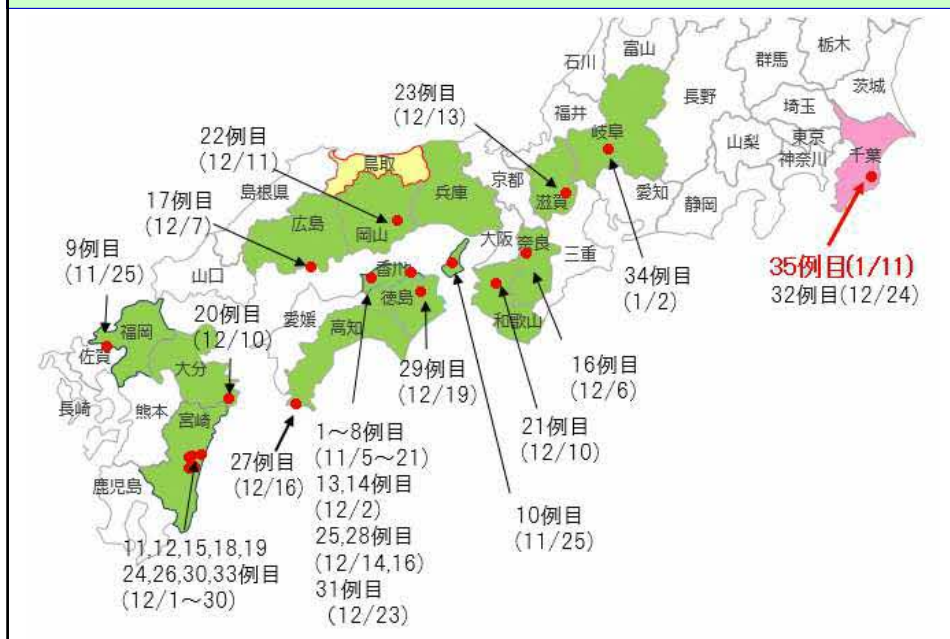 栃木
富山
石川
群馬
茨城
23例目
(12/13)
長野
福井
埼玉
22例目
(12/11)
岐阜
山梨
東京
千葉
神奈川
鳥取
京都
島根県
兵庫
滋賀
愛知
静岡
17例目
(12/7)
広島
岡山
大阪
奈良
三重
9例目
(11/25)
山口
香川
34例目
(1/2)
35例目(1/11)
32例目(12/24)
徳島
愛媛
和歌山
福岡
20例目
(12/10)
高知
佐賀
大分
29例目
(12/19)
16例目
(12/6)
長崎
熊本
宮崎
21例目
(12/10)
1～8例目
(11/5～21)
27例目
(12/16)
鹿児島
13,14例目
(12/2)
10例目
(11/25)
25,28例目
(12/14,16)
11,12,15,18,19
24,26,30,33例目
(12/1～30)
31例目
(12/23)